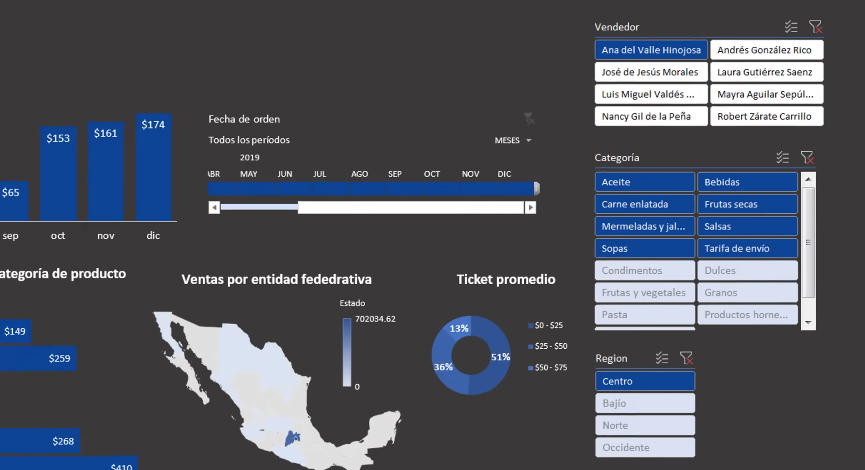 Vendedor
Ana del Valle Hinojosa
Andrés González Rico
José de Jesús Morales
Laura Gutiérrez Saenz
Luis Miguel Valdés ...
Mayra Aguilar Sepúl...
Nancy Gil de la Peña
Robert Zárate Carrillo
$65
$153
$161
$174
sep
oct
nov
dic
Fecha de orden
Todos los períodos
MESES
2019
BR
MAY
JUN
JUL
AGO
SEP
OCT
NOV
DIC
Categoría
Aceite
Bebidas
Carne enlatada
Frutas secas
Mermeladas y jal...
Salsas
Sopas
Tarifa de envío
Condimentos
Dulces
Frutas y vegetales
Granos
Pasta
Productos horne...
ategoría de producto
$149
$259
$268
$410
Ventas por entidad fededrativa
Estado
702034.62
0
Ticket promedio
13%
51%
36%
$0 - $25
$25 - $50
$50 - $75
Region
Centro
Bajío
Norte
Occidente